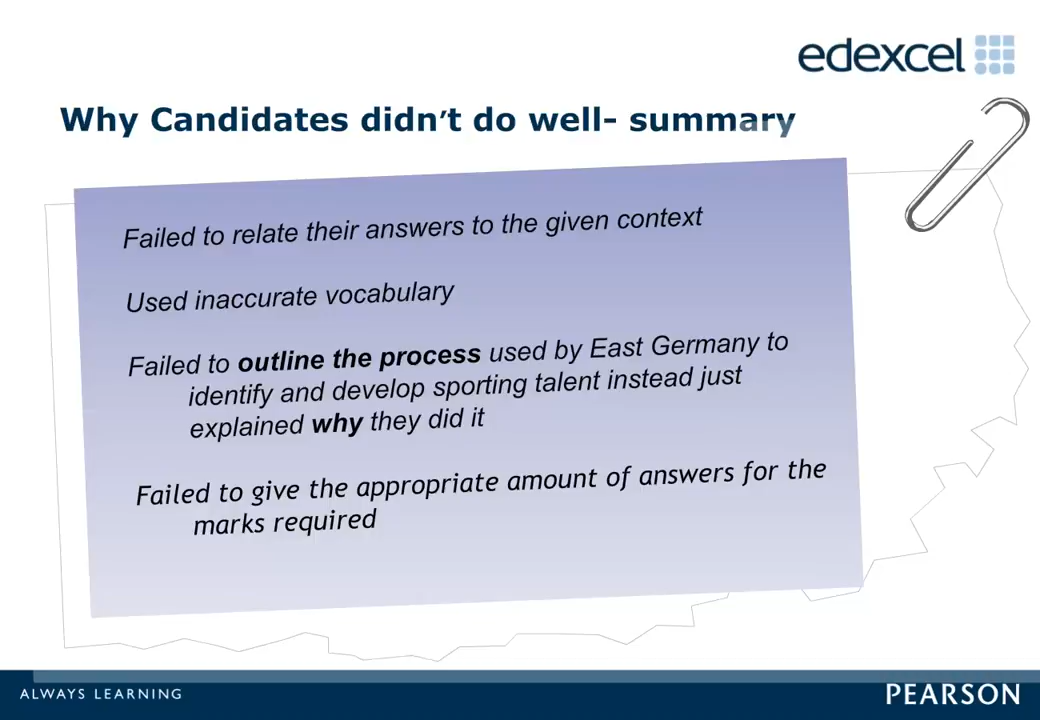 edexcel
Why Candidates didn't do well- summary
Failed to relate their answers to the given context
Used inaccurate vocabulary
Failed to outline the process used by East Germany to
identify and develop sporting talent instead just
explained why they did it
Failed to give the appropriate amount of answers for the
marks required
ALWAYS LEARNING
PEARSON